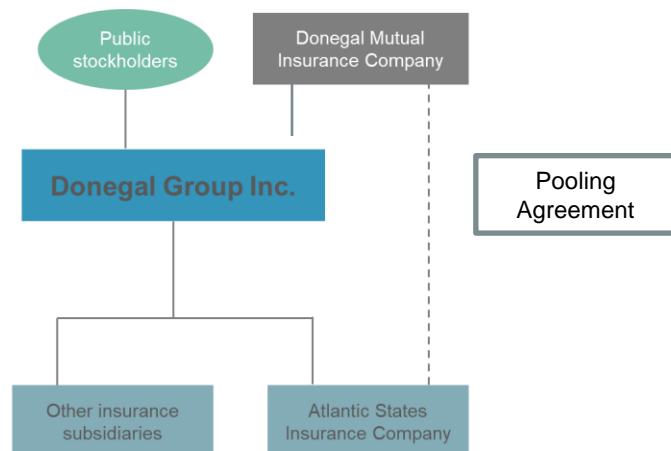 Public
stockholders
Donegal Mutual
Insurance Company
Donegal Group Inc.
Pooling
Agreement
Other insurance
subsidiaries
Atlantic States
Insurance Company